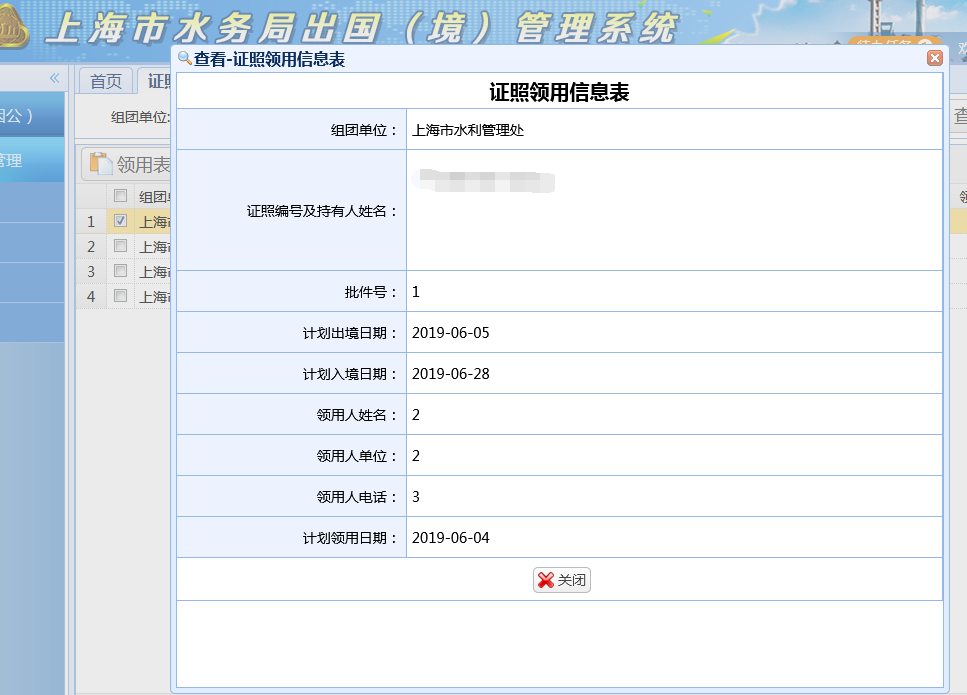 上海市水务局出国（境）管理系统
查看-证照领用信息表
首页
组团单位:
领用表
组团
1 上海
2 上海
3 上海
4 上海
公）
管理
证照领用信息表
组团单位： 上海市水利管理处
证照编号及持有人姓名：
批件号： 1
计划出境日期： 2019-06-05
计划入境日期： 2019-06-28
领用人姓名： 2
领用人单位： 2
领用人电话： 3
计划领用日期： 2019-06-04
关闭